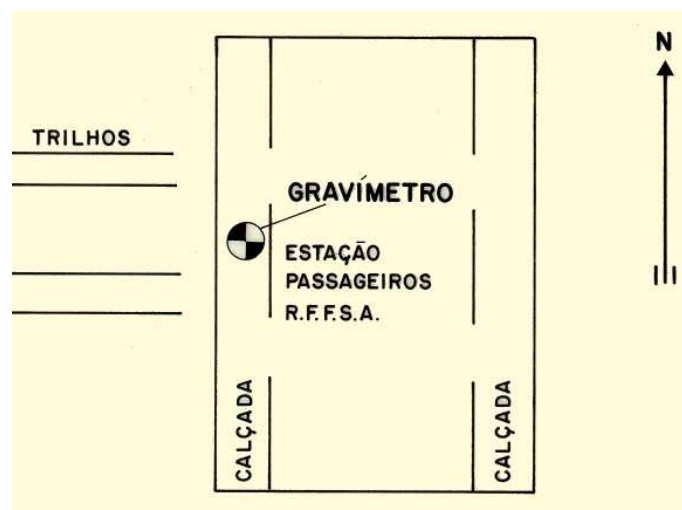 N
TRILHOS
GRAVÍMETRO
ESTAÇÃO
PASSAGEIROS
R.F.F.S.A.
CALÇADA
CALÇADA